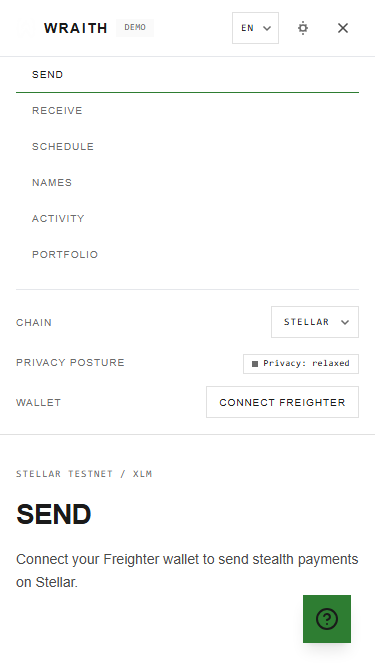 WRAITH DEMO EN
SEND
RECEIVE
SCHEDULE
NAMES
ACTIVITY
PORTFOLIO
CHAIN STELLAR
PRIVACY POSTURE Privacy: relaxed
WALLET CONNECT FREIGHTER
STELLAR TESTNET / XLM
SEND
Connect your Freighter wallet to send stealth payments
on Stellar.